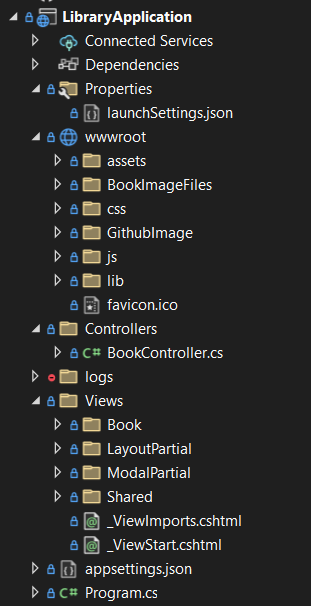 LibraryApplication
Connected Services
Dependencies
Properties
launchSettings.json
wwwroot
assets
BookImageFiles
css
GithubImage
js
lib
favicon.ico
Controllers
C# BookController.cs
logs
Views
Book
LayoutPartial
ModalPartial
Shared
_ViewImports.cshtml
_ViewStart.cshtml
appsettings.json
C# Program.cs